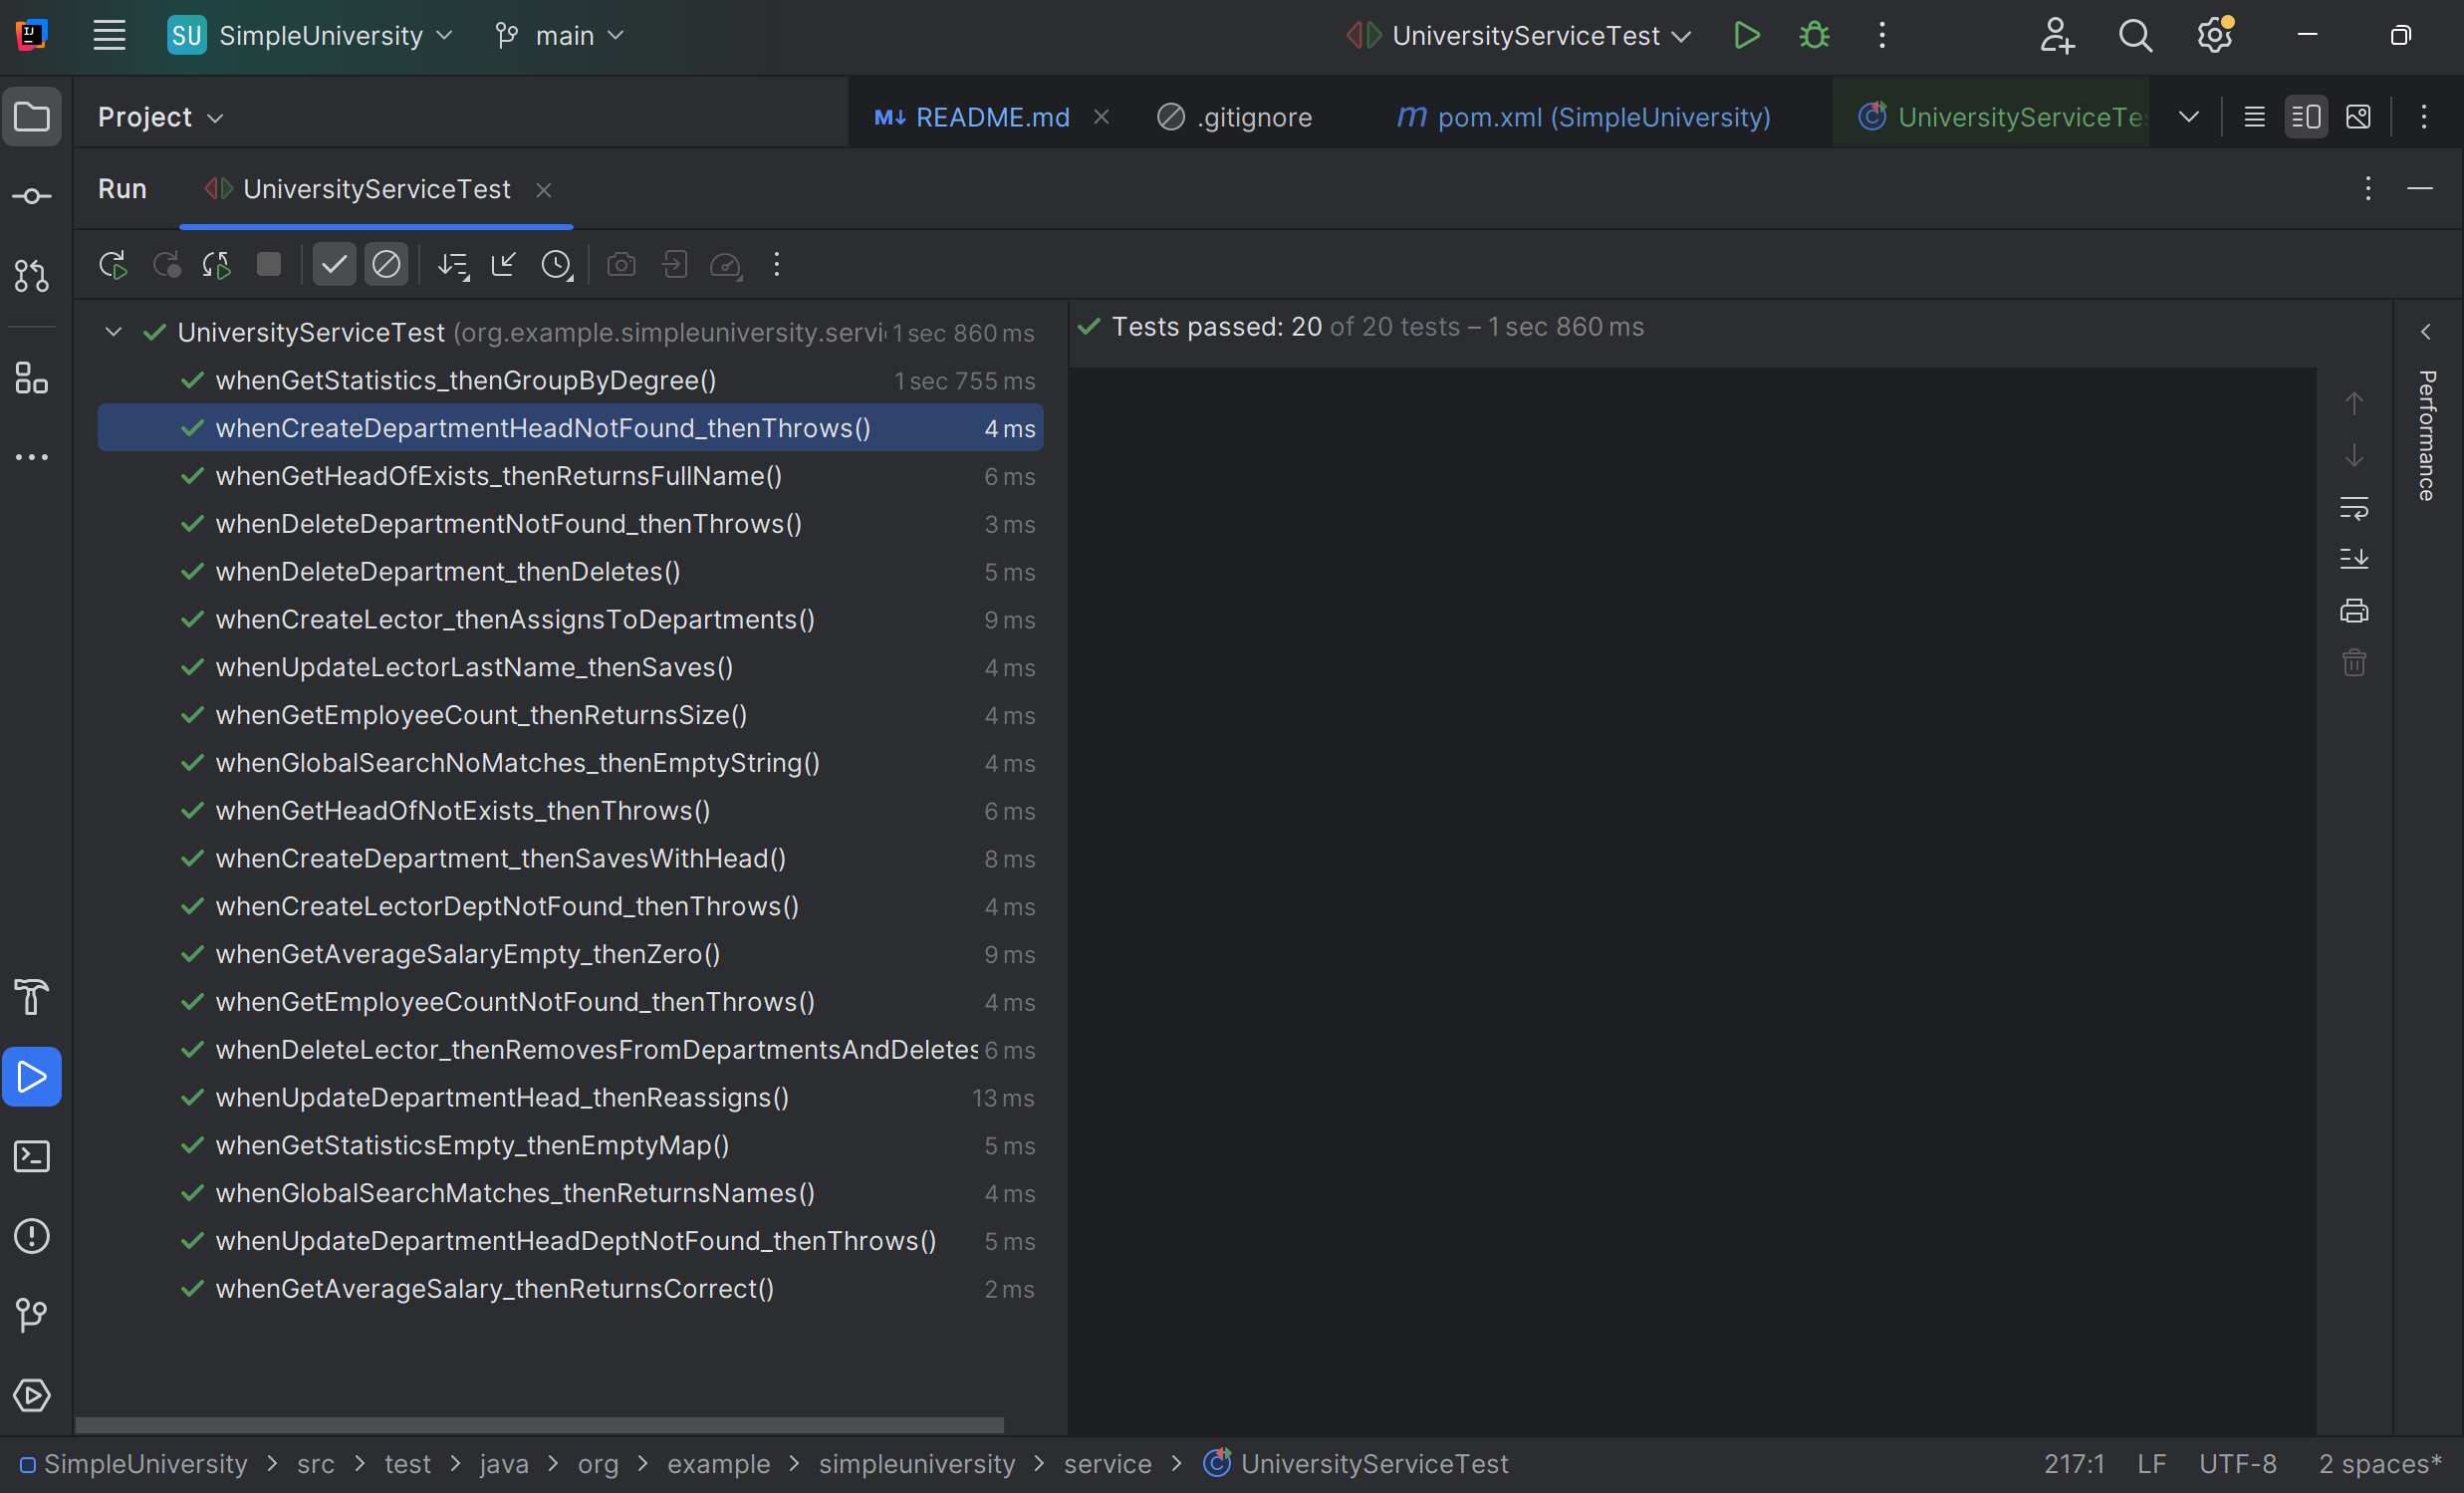 SU SimpleUniversity main UniversityServiceTest
Project README.md .gitignore m pom.xml (SimpleUniversity) UniversityServiceTe
Run UniversityServiceTest
UniversityServiceTest (org.example.simpleuniversity.servi 1 sec 860 ms
whenGetStatistics_thenGroupByDegree() 1 sec 755 ms
whenCreateDepartmentHeadNotFound_thenThrows() 4 ms
whenGetHeadOfExists_thenReturnsFullName() 6 ms
whenDeleteDepartmentNotFound_thenThrows() 3 ms
whenDeleteDepartment_thenDeletes() 5 ms
whenCreateLector_thenAssignsToDepartments() 9 ms
whenUpdateLectorLastName_thenSaves() 4 ms
whenGetEmployeeCount_thenReturnsSize() 4 ms
whenGlobalSearchNoMatches_thenEmptyString() 4 ms
whenGetHeadOfNotExists_thenThrows() 6 ms
whenCreateDepartment_thenSavesWithHead() 8 ms
whenCreateLectorDeptNotFound_thenThrows() 4 ms
whenGetAverageSalaryEmpty_thenZero() 9 ms
whenGetEmployeeCountNotFound_thenThrows() 4 ms
whenDeleteLector_thenRemovesFromDepartmentsAndDeletes 6 ms
whenUpdateDepartmentHead_thenReassigns() 13 ms
whenGetStatisticsEmpty_thenEmptyMap() 5 ms
whenGlobalSearchMatches_thenReturnsNames() 4 ms
whenUpdateDepartmentHeadDeptNotFound_thenThrows() 5 ms
whenGetAverageSalary_thenReturnsCorrect() 2 ms
Tests passed: 20 of 20 tests – 1 sec 860 ms
Performance
SimpleUniversity > src > test > java > org > example > simpleuniversity > service > UniversityServiceTest 217:1 LF UTF-8 2 spaces*